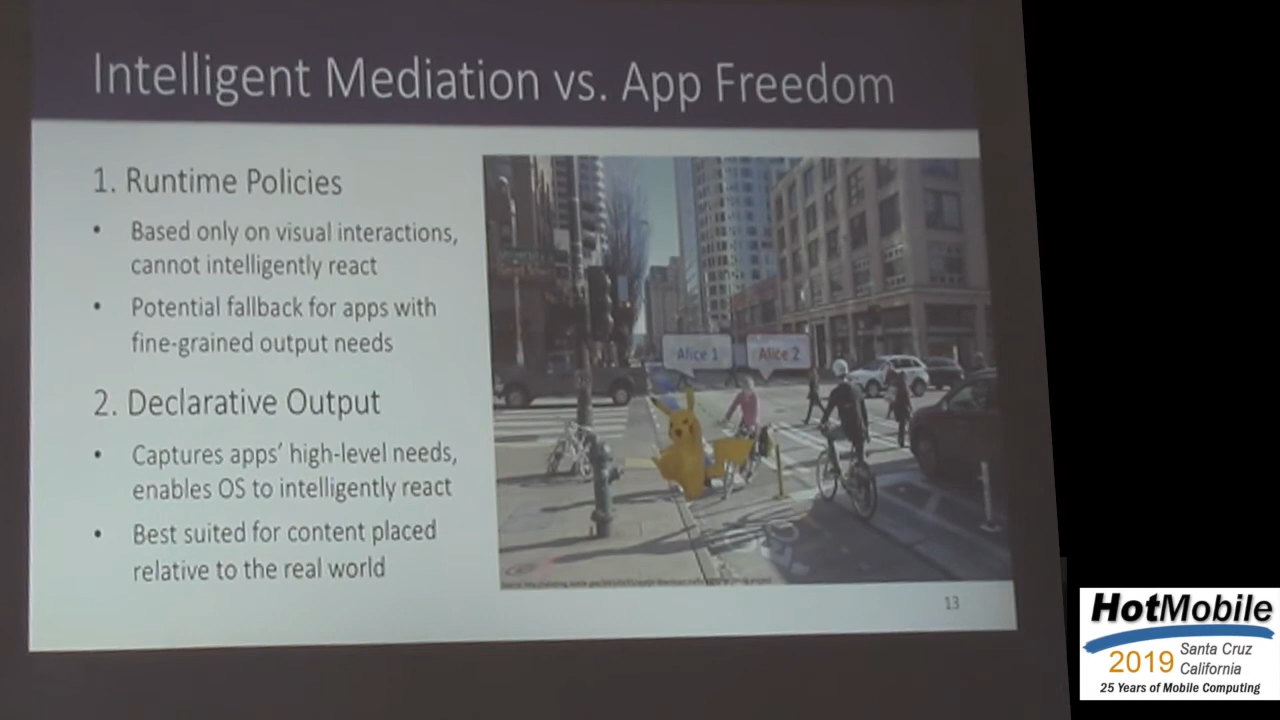 Intelligent Mediation vs. App Freedom
1. Runtime Policies
• Based only on visual interactions,
cannot intelligently react
• Potential fallback for apps with
fine-grained output needs
2. Declarative Output
• Captures apps' high-level needs,
enables OS to intelligently react
• Best suited for content placed
relative to the real world
Alice 1
Alice 2
13
HotMobile
2019 Santa Cruz
California
25 Years of Mobile Computing